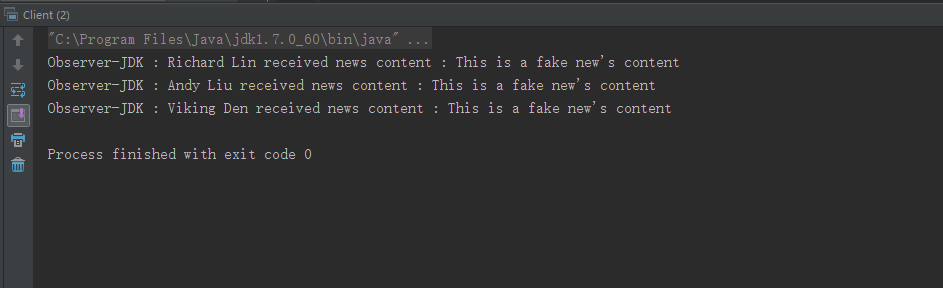 Client (2)
"C:\Program Files\Java\jdk1.7.0_60\bin\java" ...
Observer-JDK : Richard Lin received news content : This is a fake new's content
Observer-JDK : Andy Liu received news content : This is a fake new's content
Observer-JDK : Viking Den received news content : This is a fake new's content
Process finished with exit code 0